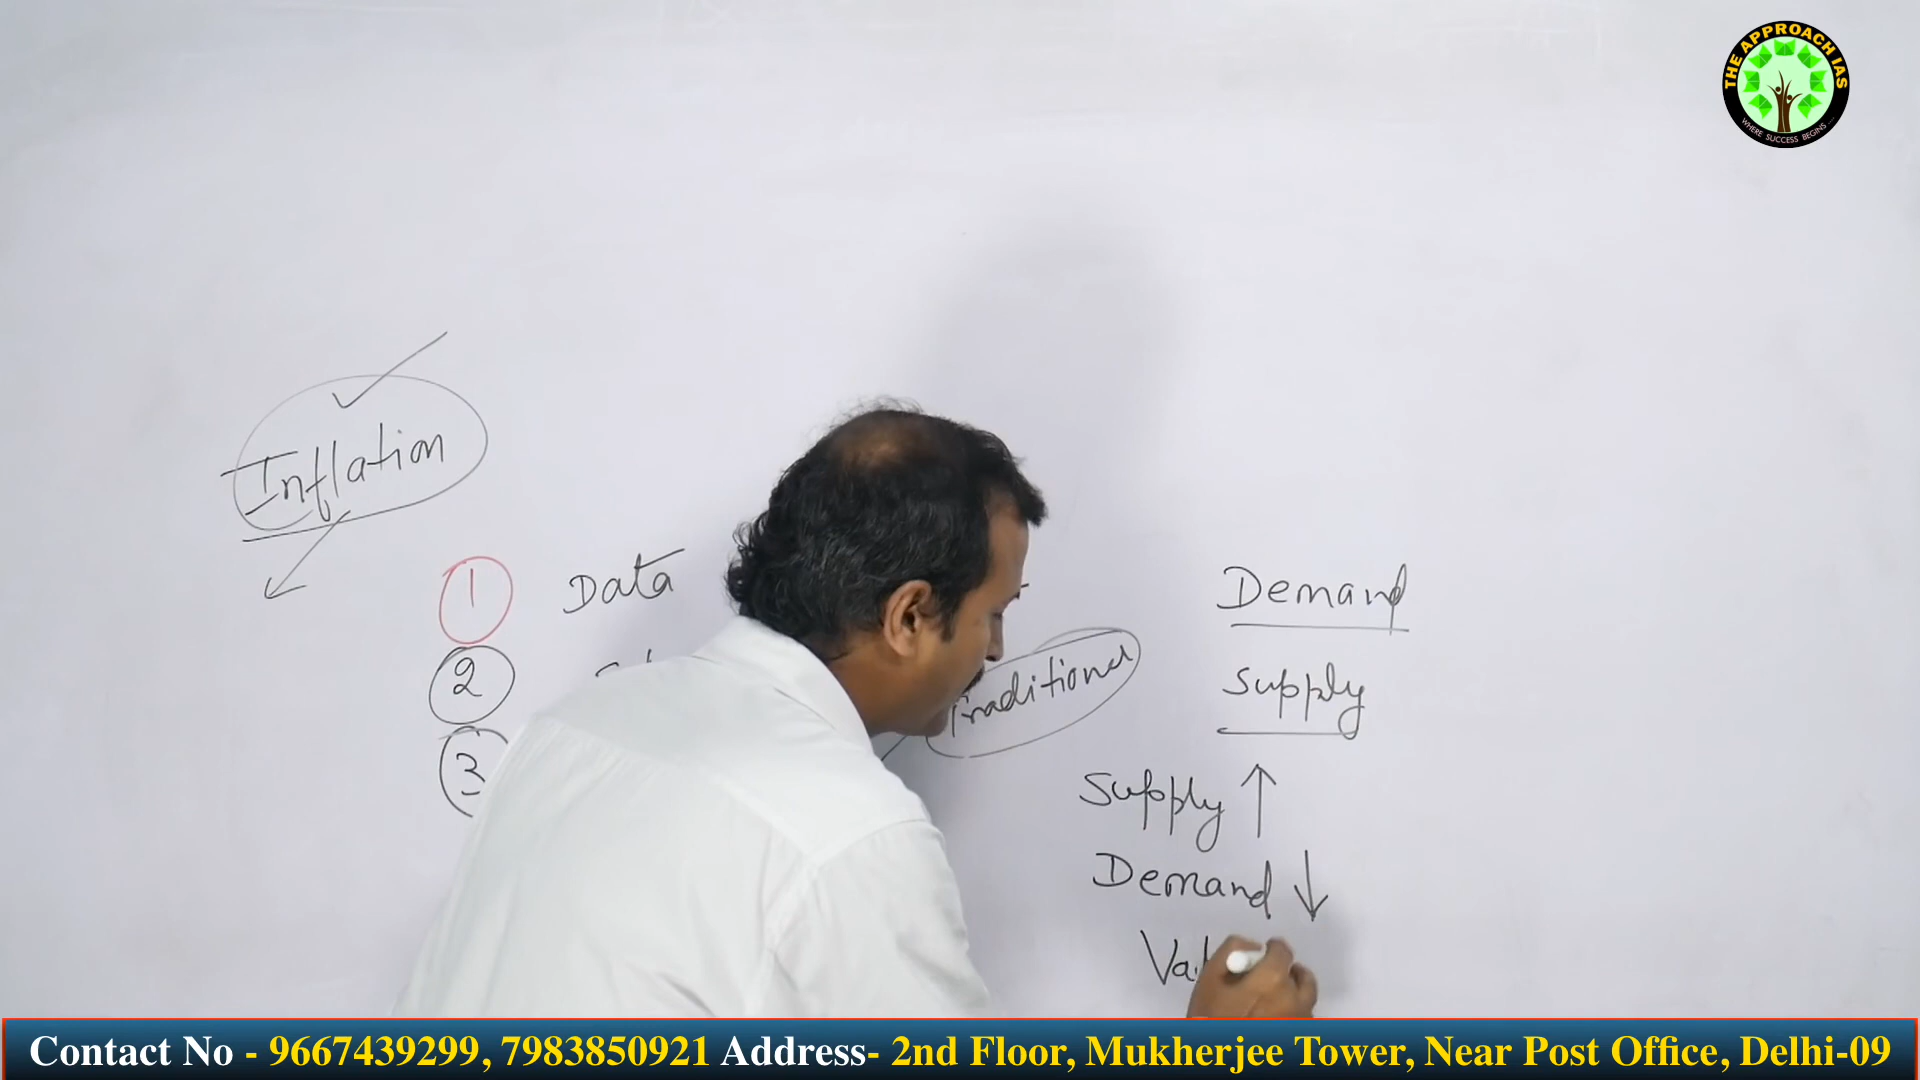 THE APPROACH IAS
WHERE SUCCESS BEGINS ....
Inflation
1 Data
2
3
Traditional
Demand
Supply
Supply ↑
Demand ↓
Contact No - 9667439299, 7983850921 Address- 2nd Floor, Mukherjee Tower, Near Post Office, Delhi-09